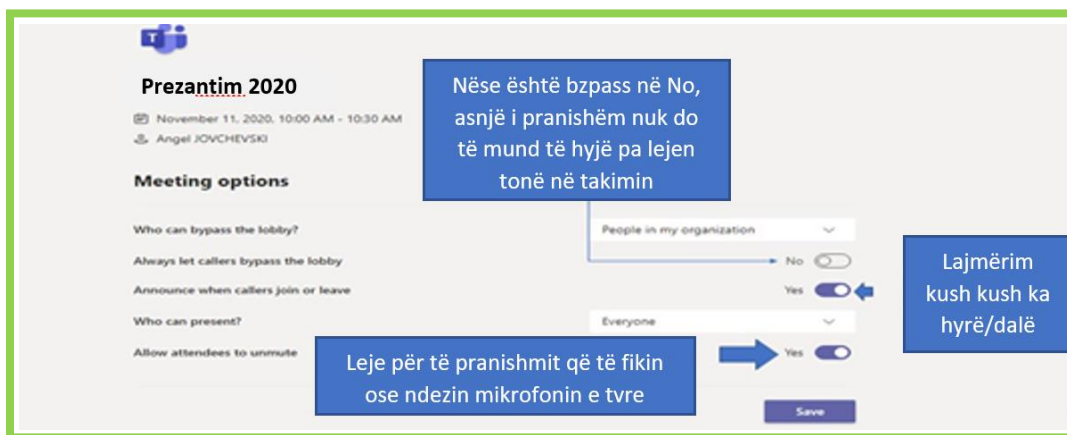 T
Prezantim 2020
November 11, 2020, 10:00 AM - 10:30 AM
Angel JOVCHEVSKI
Nëse është bzpass në No,
asnjë i pranishëm nuk do
të mund të hyjë pa lejen
tonë në takimin
Meeting options
Who can bypass the lobby?
People in my organization
Always let callers bypass the lobby
No
Announce when callers join or leave
Yes
Lajmërim
kush kush ka
hyrë/dalë
Who can present?
Everyone
Allow attendees to unmute
Yes
Leje për të pranishmit që të fikin
ose ndezin mikrofonin e tvre
Save